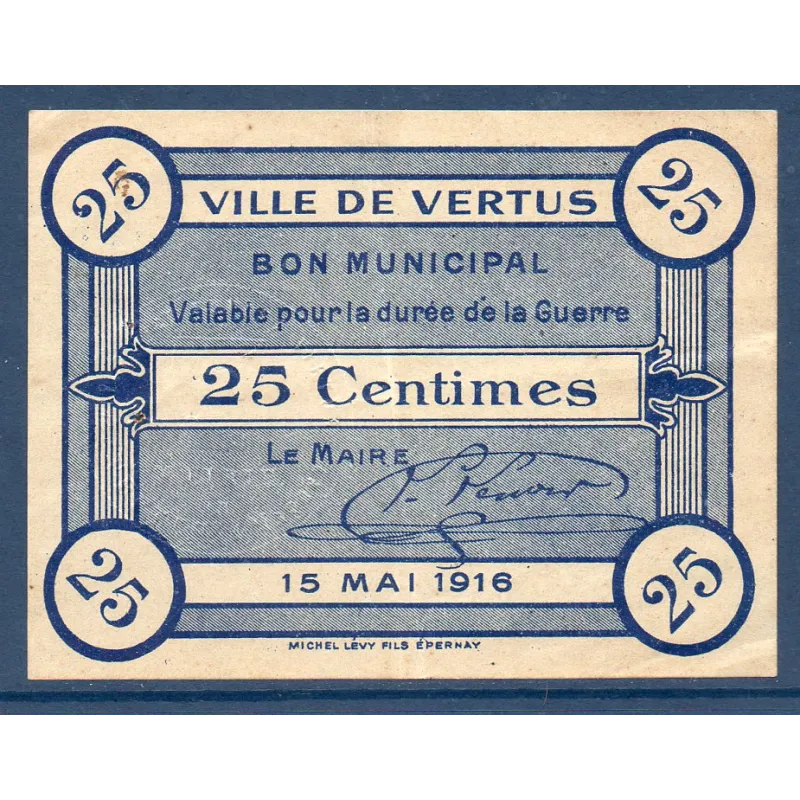 25 25
VILLE DE VERTUS
BON MUNICIPAL
Valable pour la durée de la Guerre
25 Centimes
LE MAIRE
25 25
15 MAI 1916
MICHEL LÉVY FILS ÉPERNAY